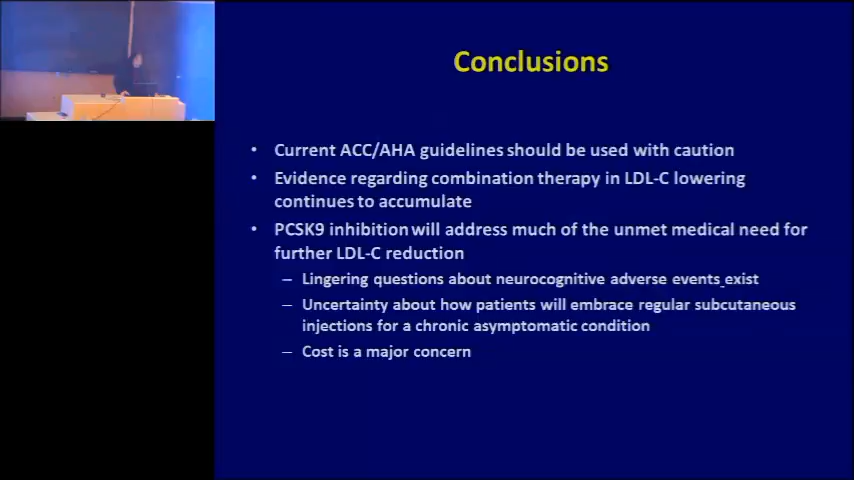 Conclusions
• Current ACC/AHA guidelines should be used with caution
• Evidence regarding combination therapy in LDL-C lowering
continues to accumulate
• PCSK9 inhibition will address much of the unmet medical need for
further LDL-C reduction
– Lingering questions about neurocognitive adverse events exist
– Uncertainty about how patients will embrace regular subcutaneous
injections for a chronic asymptomatic condition
– Cost is a major concern